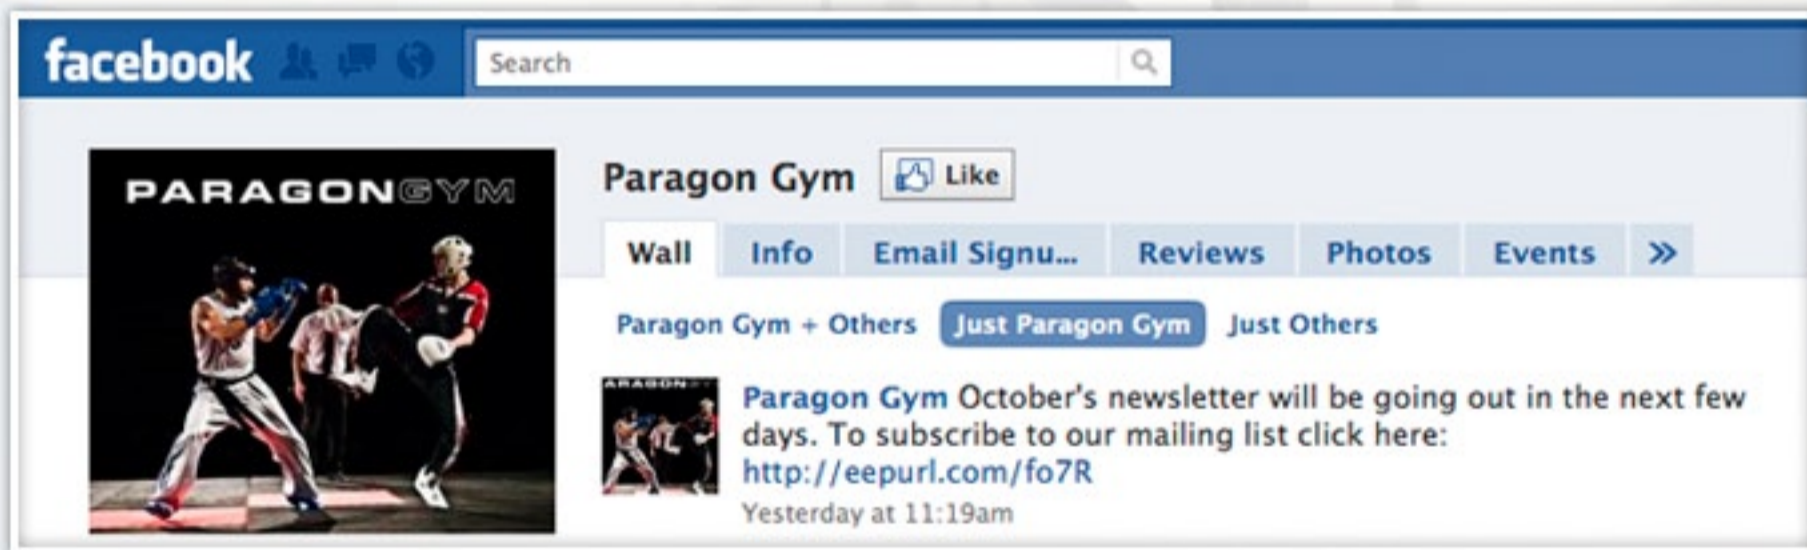 facebook Search
PARAGONGYM
Paragon Gym Like
Wall Info Email Signu... Reviews Photos Events »
Paragon Gym + Others Just Paragon Gym Just Others
Paragon Gym October's newsletter will be going out in the next few
days. To subscribe to our mailing list click here:
http://eepurl.com/fo7R
Yesterday at 11:19am